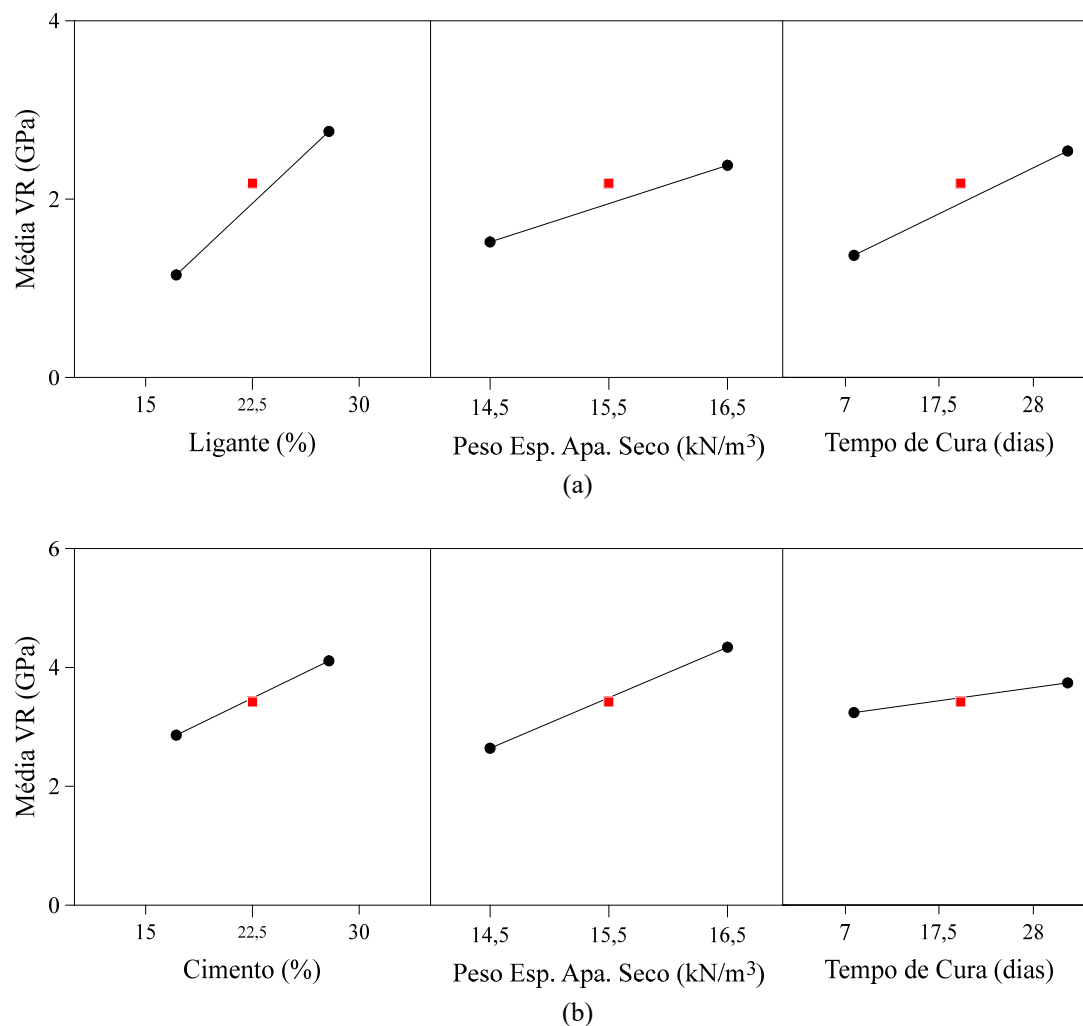 4
2
0
Média VR (GPa)
15 22,5 30
14,5 15,5 16,5
7 17,5 28
Ligante (%)
Peso Esp. Apa. Seco (kN/m³)
Tempo de Cura (dias)
(a)
6
4
2
0
Média VR (GPa)
15 22,5 30
14,5 15,5 16,5
7 17,5 28
Cimento (%)
Peso Esp. Apa. Seco (kN/m³)
Tempo de Cura (dias)
(b)